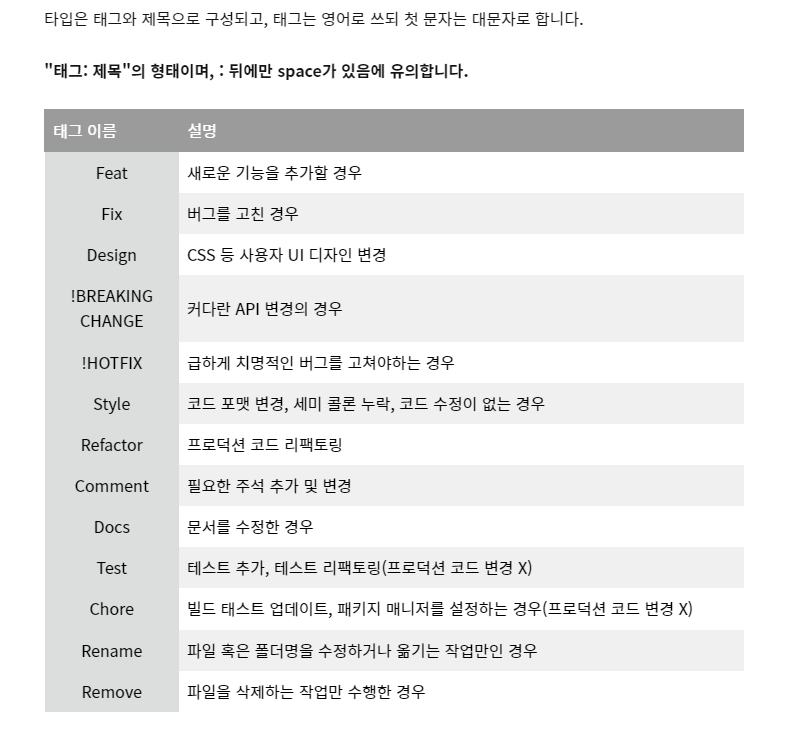 타입은 태그와 제목으로 구성되고, 태그는 영어로 쓰되 첫 문자는 대문자로 합니다.
"태그: 제목"의 형태이며, : 뒤에만 space가 있음에 유의합니다.
태그 이름 설명
Feat 새로운 기능을 추가할 경우
Fix 버그를 고친 경우
Design CSS 등 사용자 UI 디자인 변경
!BREAKING
CHANGE 커다란 API 변경의 경우
!HOTFIX 급하게 치명적인 버그를 고쳐야하는 경우
Style 코드 포맷 변경, 세미 콜론 누락, 코드 수정이 없는 경우
Refactor 프로덕션 코드 리팩토링
Comment 필요한 주석 추가 및 변경
Docs 문서를 수정한 경우
Test 테스트 추가, 테스트 리팩토링(프로덕션 코드 변경 X)
Chore 빌드 태스트 업데이트, 패키지 매니저를 설정하는 경우(프로덕션 코드 변경 X)
Rename 파일 혹은 폴더명을 수정하거나 옮기는 작업만인 경우
Remove 파일을 삭제하는 작업만 수행한 경우